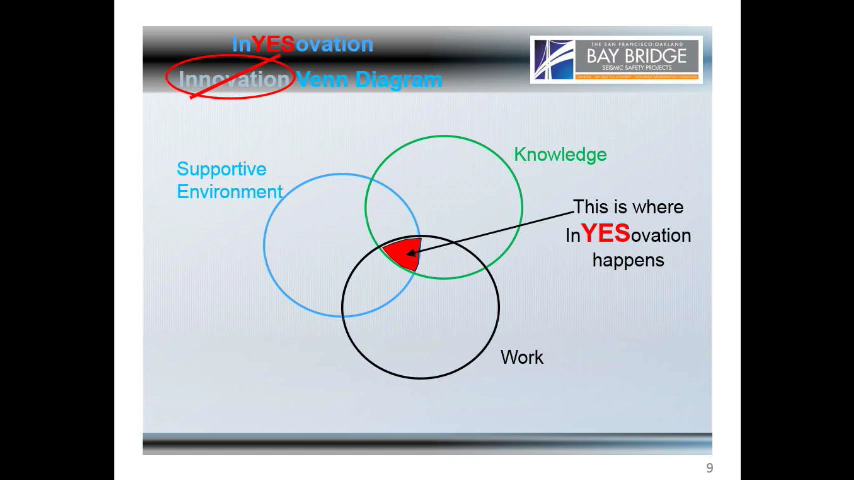 InYESovation
Innovation Venn Diagram
THE SAN FRANCISCO-OAKLAND
BAY BRIDGE
SEISMIC SAFETY PROJECTS
Knowledge
Supportive
Environment
This is where
InYESovation
happens
Work
9